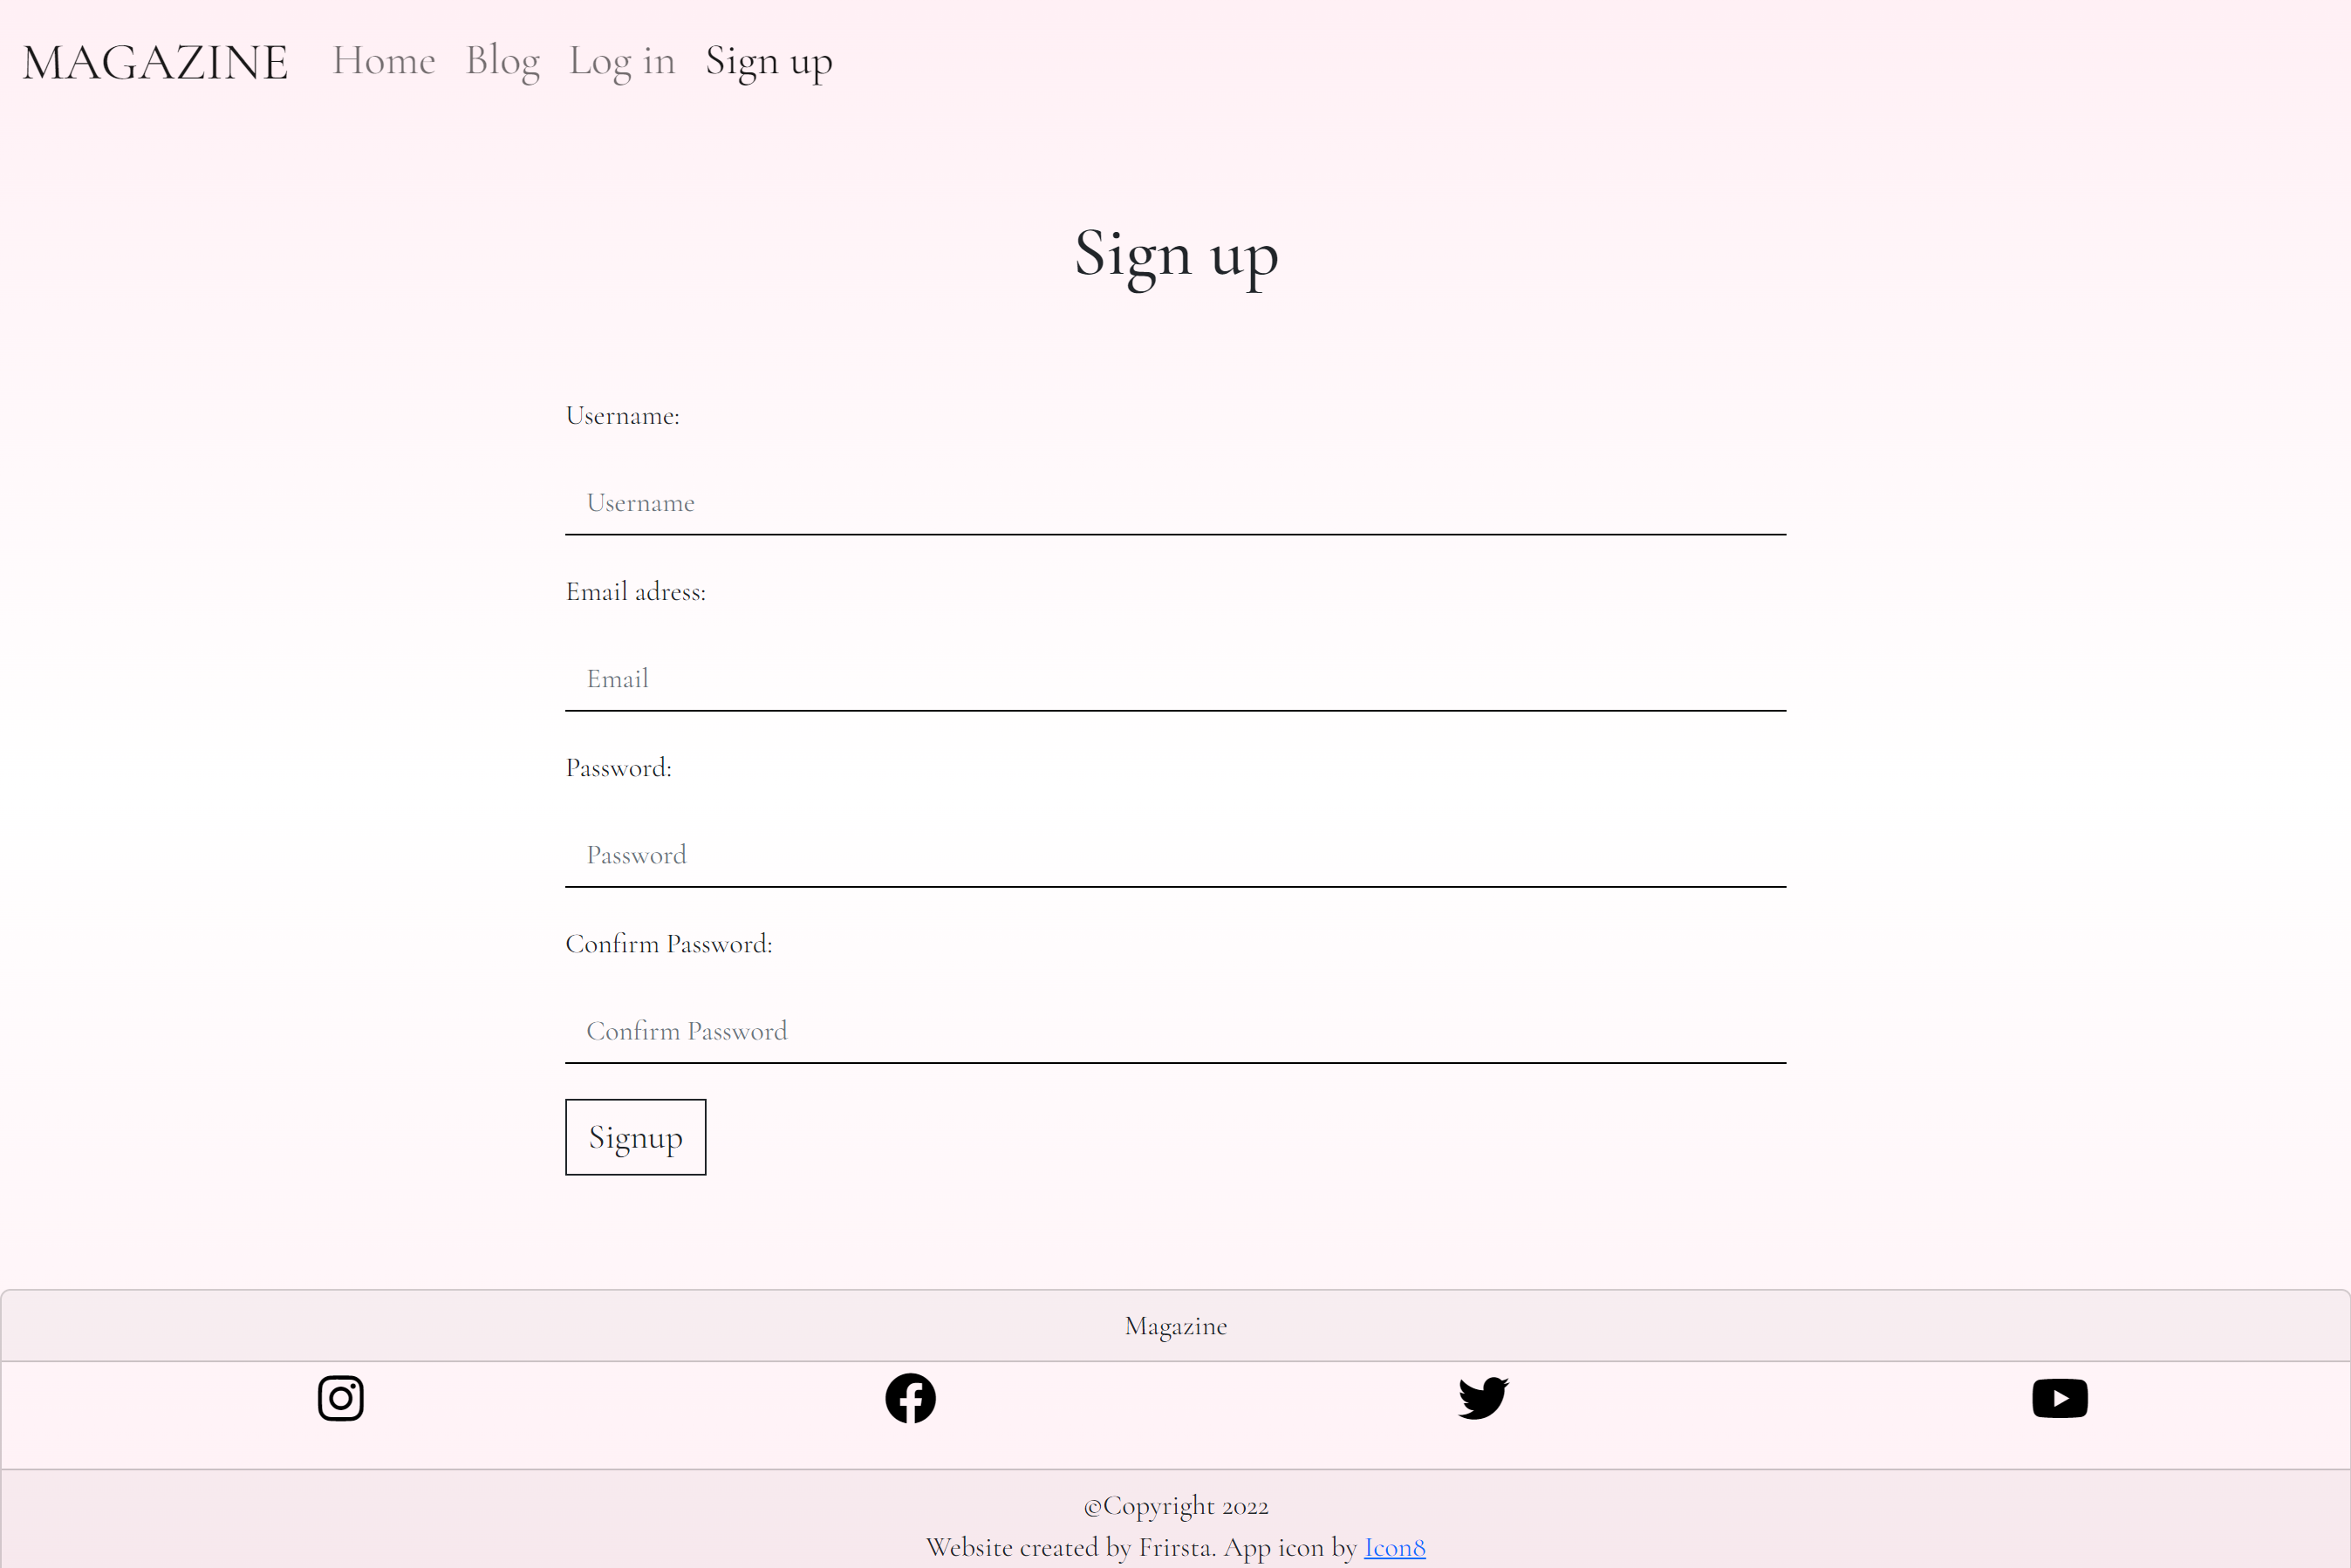 MAGAZINE Home Blog Log in Sign up
Sign up
Username:
Username
Email adress:
Email
Password:
Password
Confirm Password:
Confirm Password
Signup
Magazine
©Copyright 2022
Website created by Frirsta. App icon by Icon8